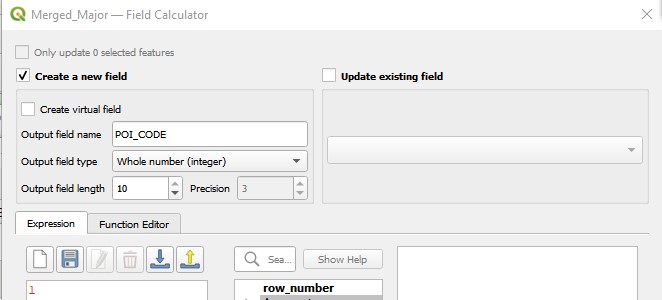 Merged_Major — Field Calculator
Only update 0 selected features
Create a new field
Update existing field
Create virtual field
Output field name POI_CODE
Output field type Whole number (integer)
Output field length 10 Precision 3
Expression Function Editor
Sea... Show Help
1
row_number